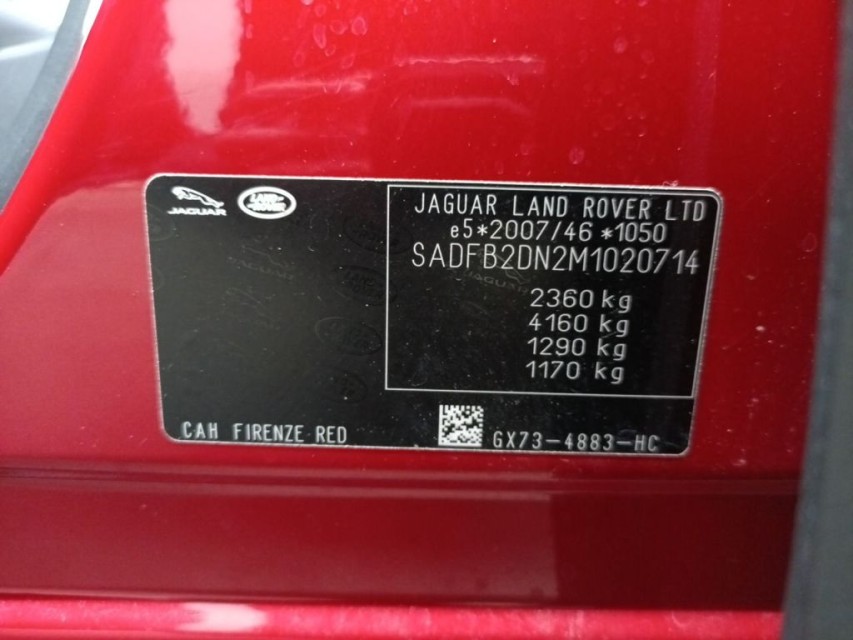 JAGUAR
LAND ROVER
JAGUAR LAND ROVER LTD
e5*2007/46 *1050
SADFB2DN2M1020714
2360 kg
4160 kg
1290 kg
1170 kg
CAH FIRENZE RED
GX73-4883-HC